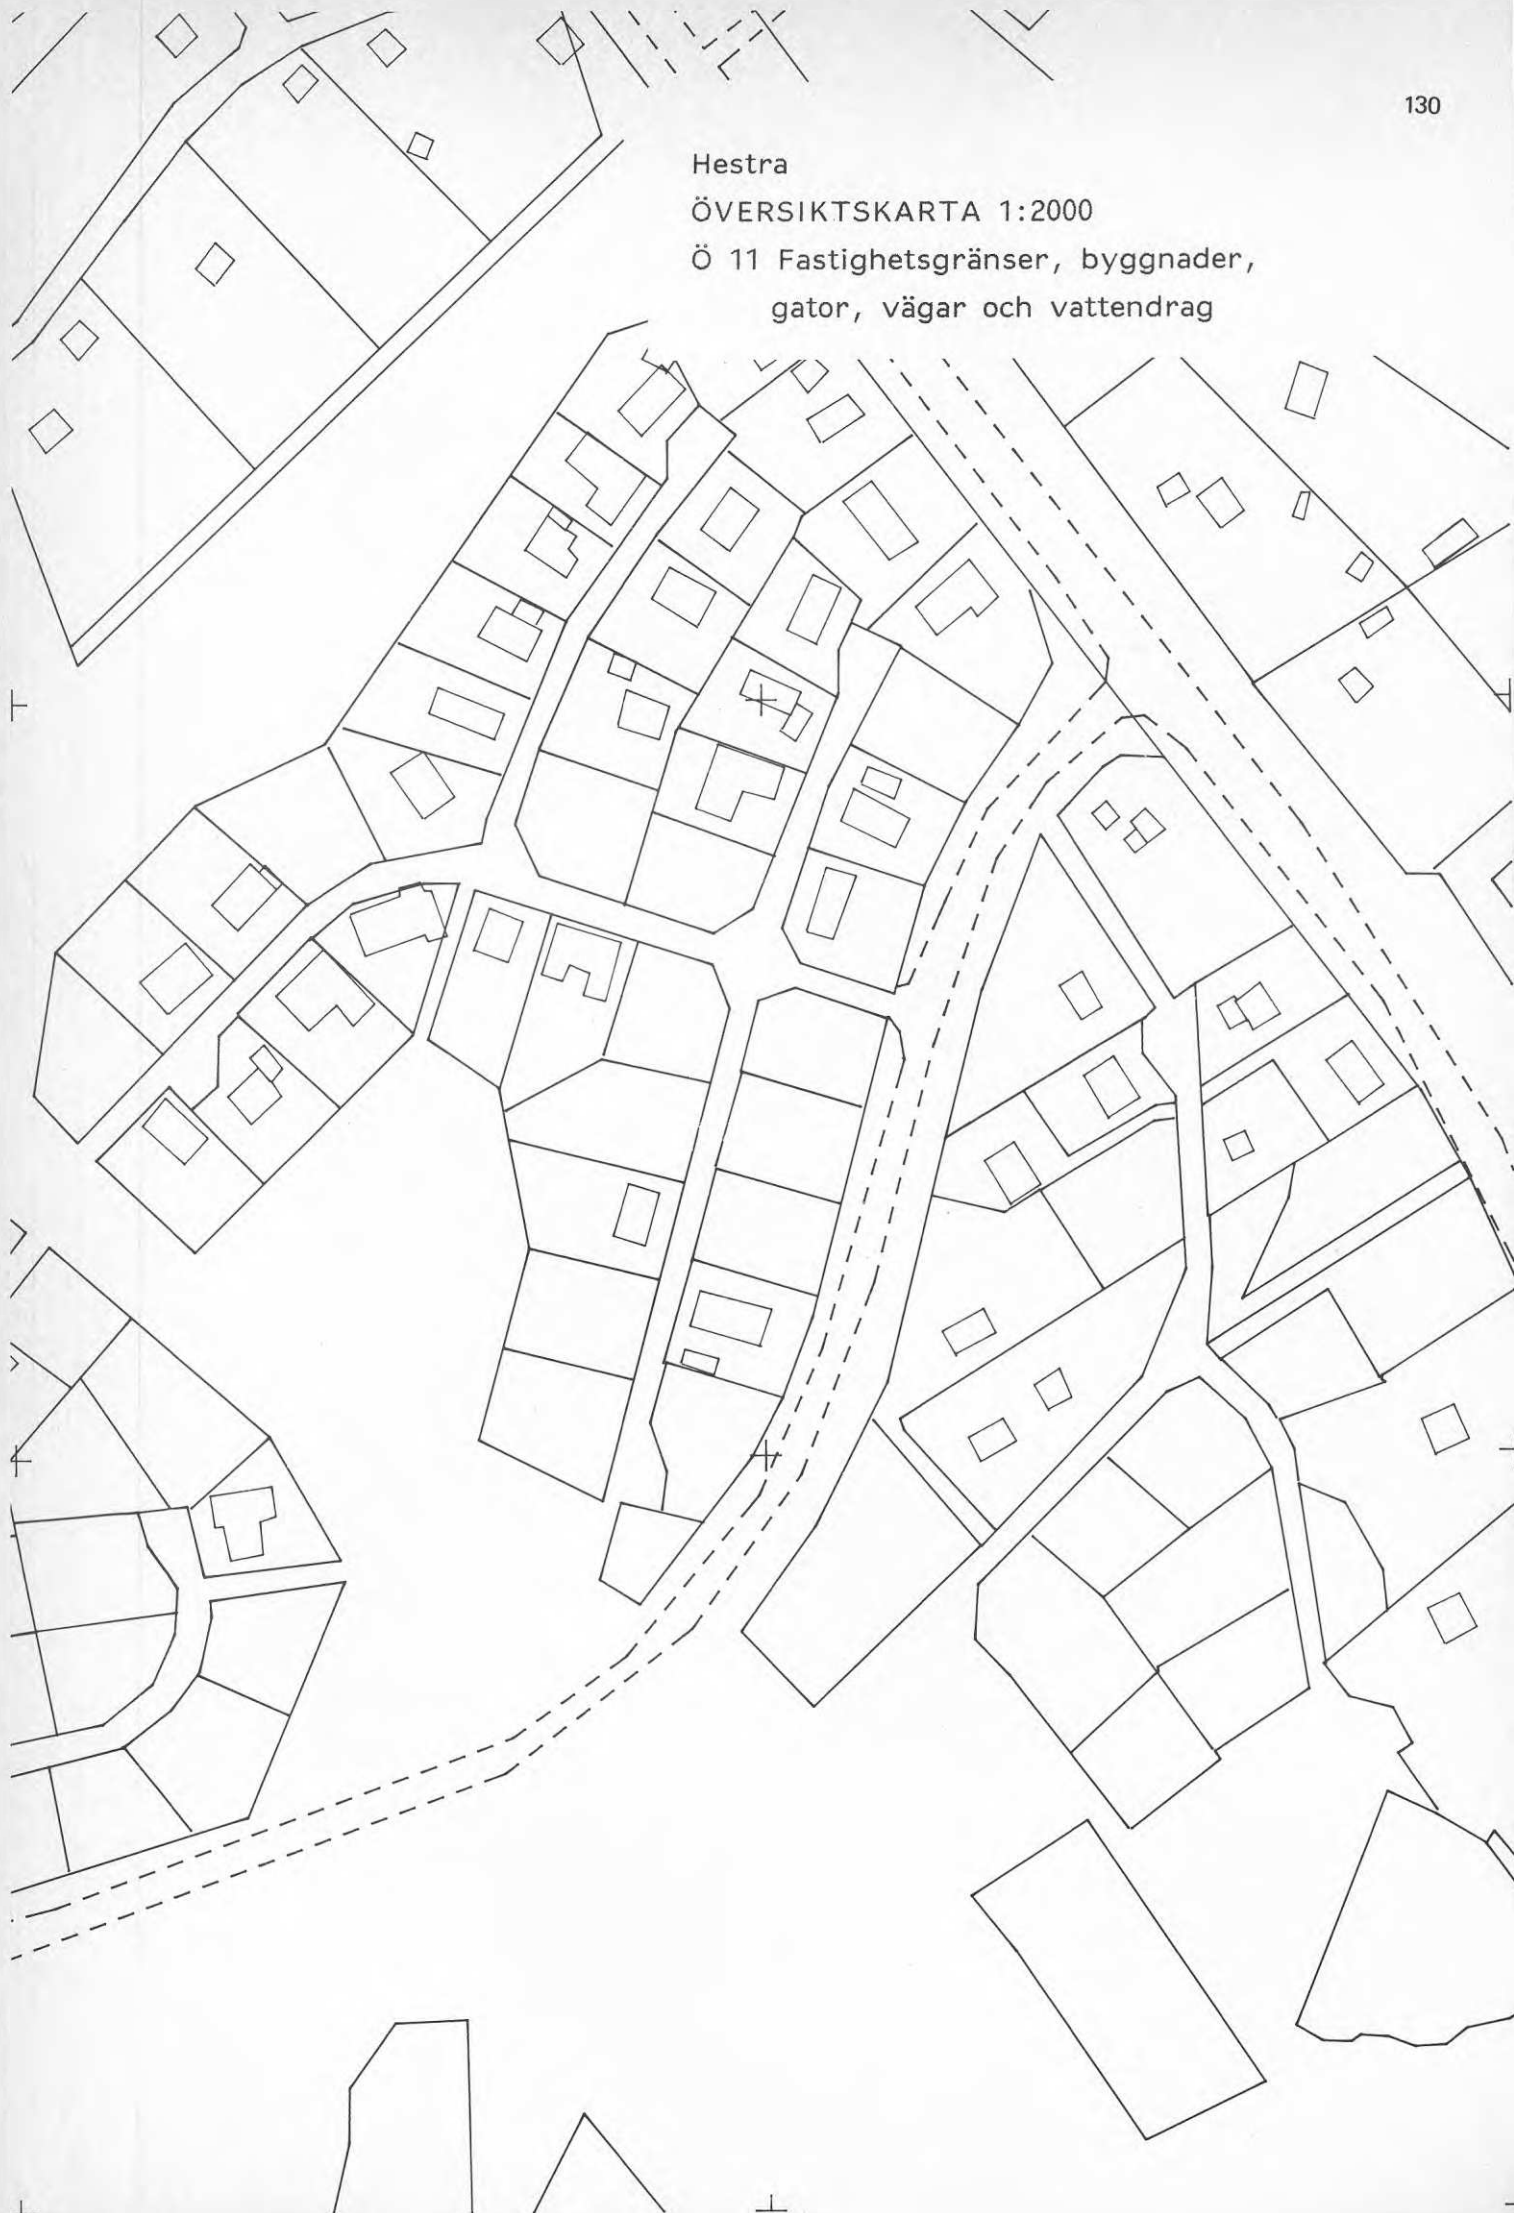 130
Hestra
ÖVERSIKTSKARTA 1:2000
Ö 11 Fastighetsgränser, byggnader,
gator, vägar och vattendrag